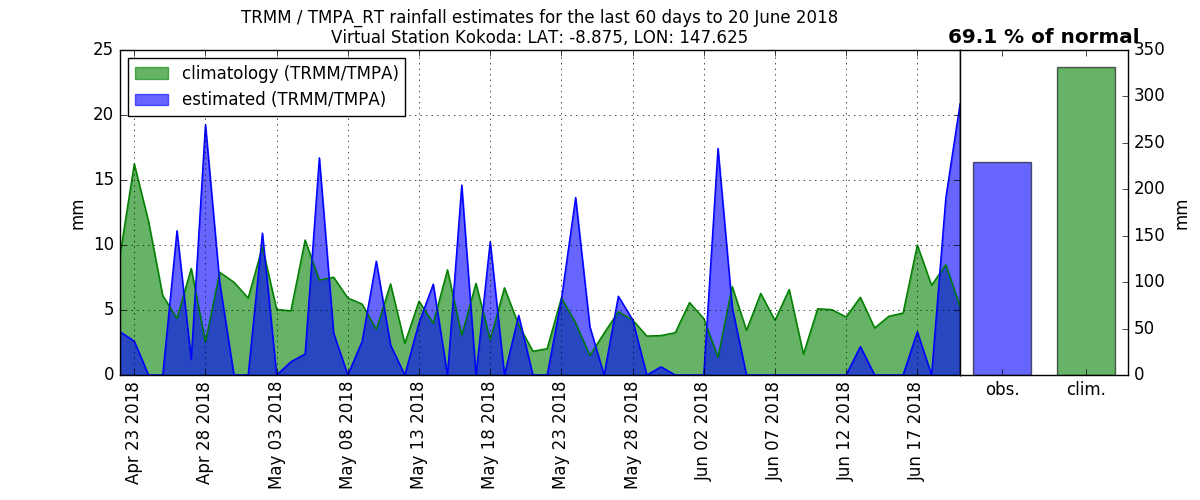 TRMM / TMPA_RT rainfall estimates for the last 60 days to 20 June 2018
Virtual Station Kokoda: LAT: -8.875, LON: 147.625
69.1 % of normal
climatology (TRMM/TMPA)
estimated (TRMM/TMPA)
mm
25
20
15
10
5
0
Apr 23 2018
Apr 28 2018
May 03 2018
May 08 2018
May 13 2018
May 18 2018
May 23 2018
May 28 2018
Jun 02 2018
Jun 07 2018
Jun 12 2018
Jun 17 2018
obs.
clim.
350
300
250
200
150
100
50
0
mm